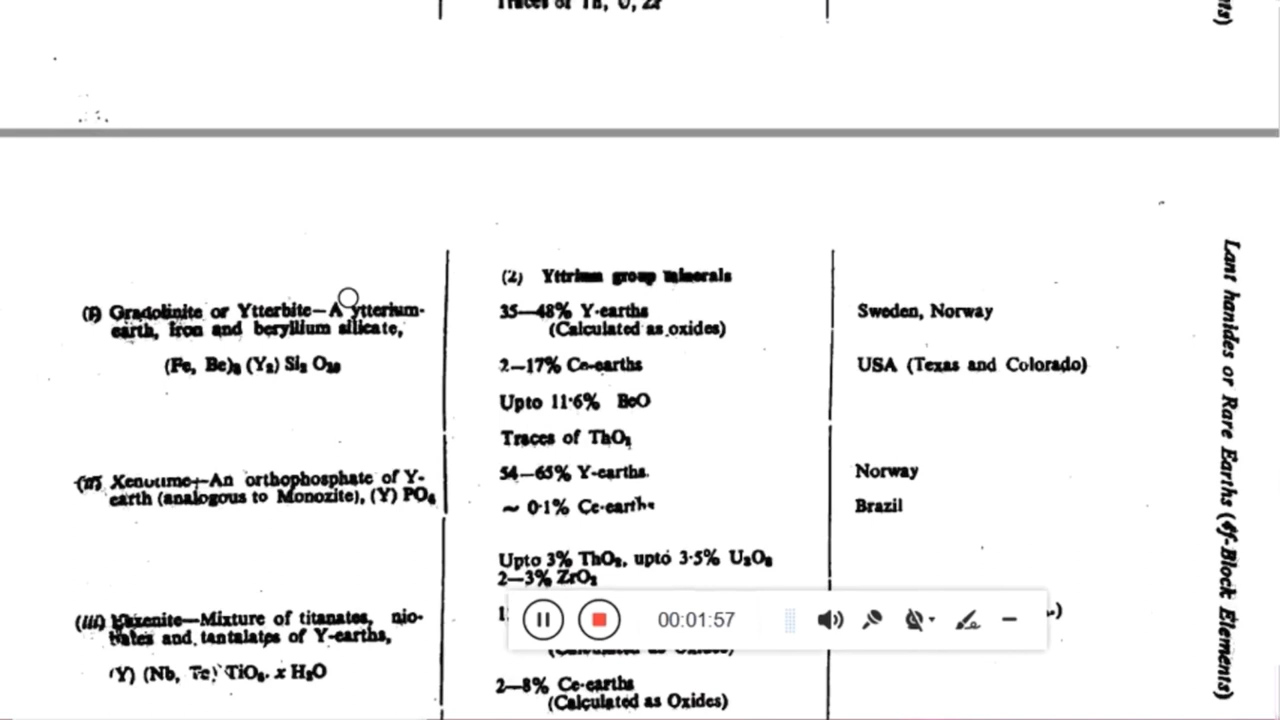 Traces of Th, U, Zr
ts)
(2) Yttrium group minerals
(i) Gradolinite or Ytterbite—A ytterium-
earth, iron and beryllium silicate,
(Fe, Be)₃ (Y₂) Si₂ O₁₀
35—48% Y-earths
(Calculated as oxides)
2—17% Ce-earths
Upto 11·6% BeO
Traces of ThO₂
Sweden, Norway
USA (Texas and Colorado)
(ii) Xenotime—An orthophosphate of Y-
earth (analogous to Monozite), (Y) PO₄
54—65% Y-earths
~ 0·1% Ce-earths
Upto 3% ThO₂, upto 3·5% U₃O₈
2—3% ZrO₂
Norway
Brazil
(iii) —Mixture of titanates, nio-
bates and tantalates of Y-earths,
(Y) (Nb, Ta) TiO₆. x H₂O
2—8% Ce-earths
(Calculated as Oxides)
00:01:57
Lanthanides or Rare Earths (4f-Block Elements)